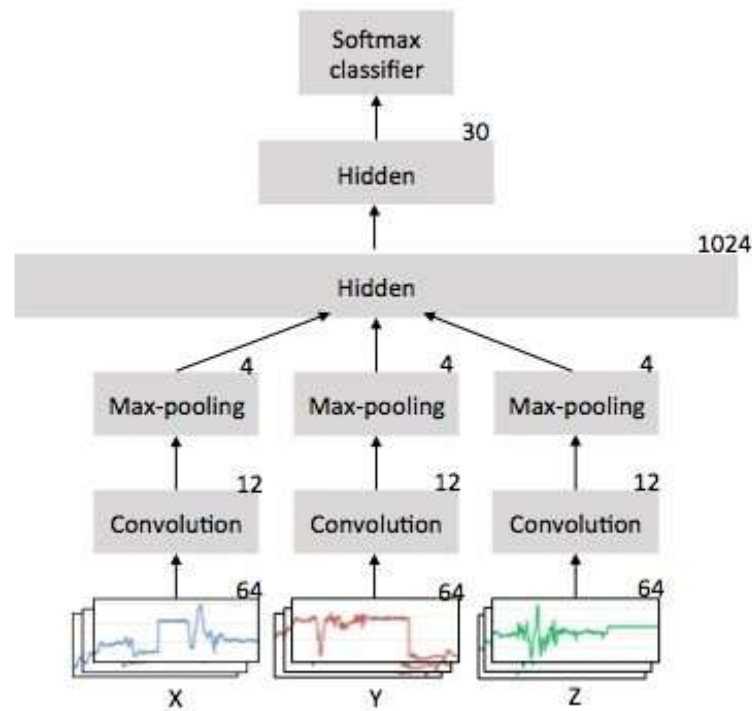 Softmax
classifier
30
Hidden
1024
Hidden
4 4 4
Max-pooling Max-pooling Max-pooling
12 12 12
Convolution Convolution Convolution
64 64 64
X Y Z